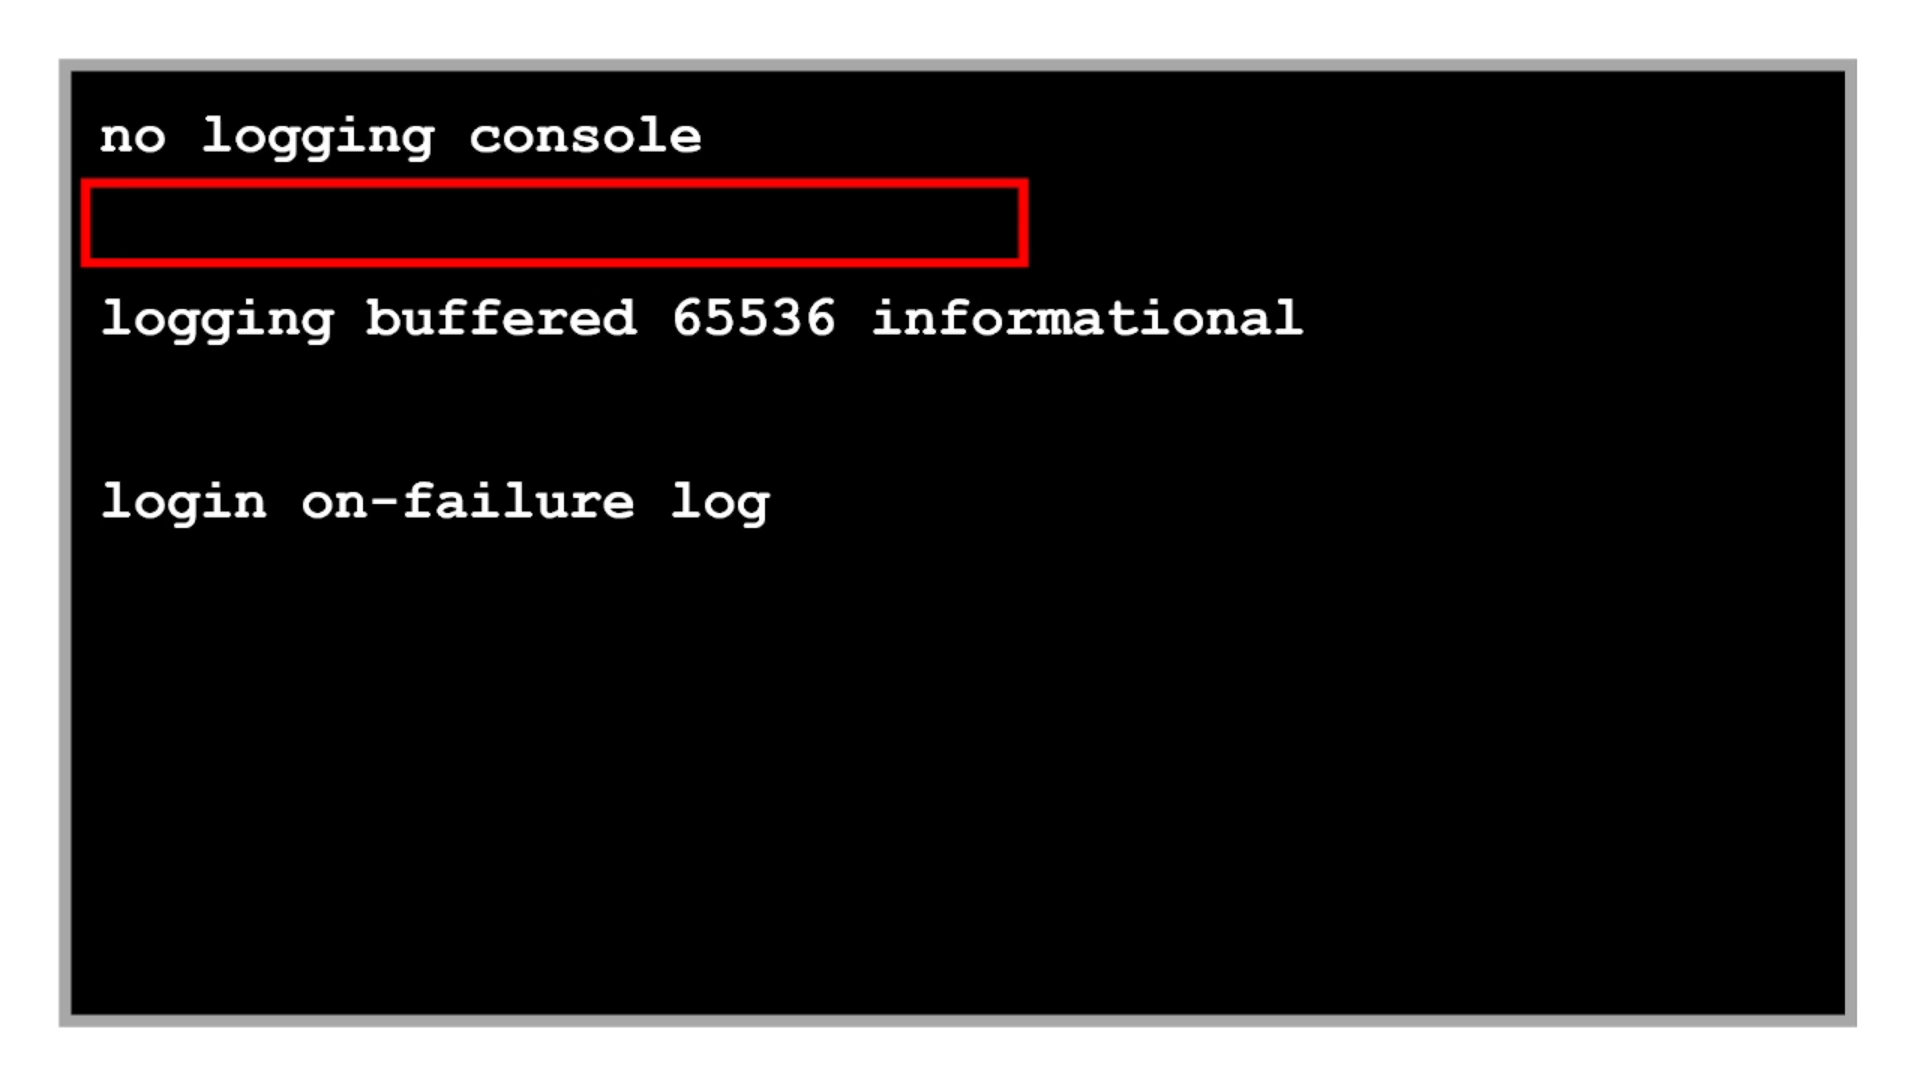 no logging console
logging buffered 65536 informational
login on-failure log